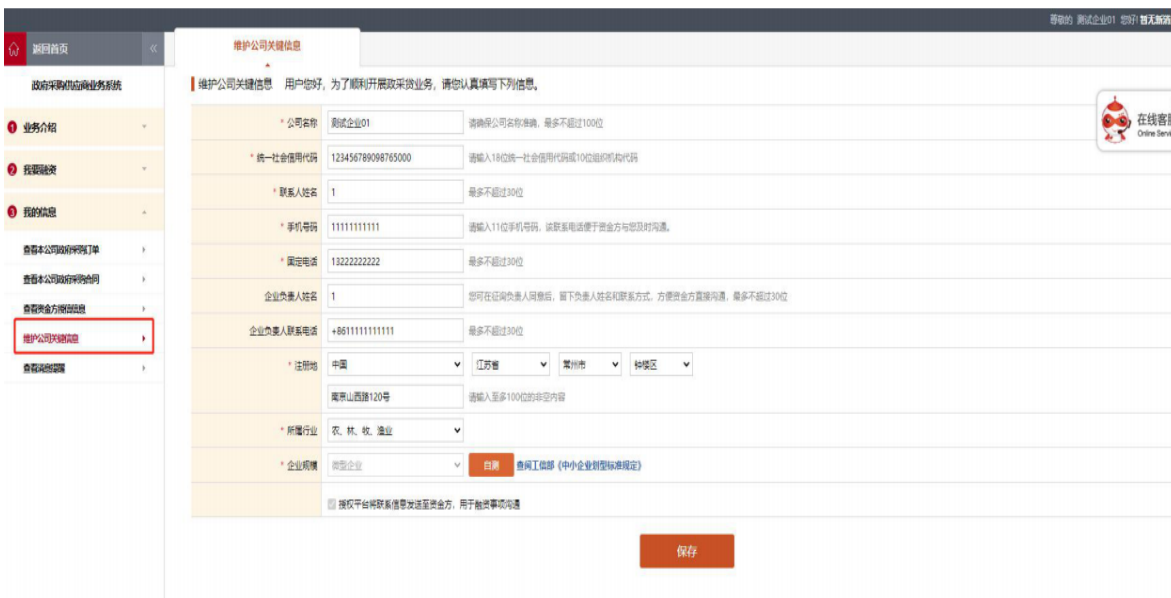 尊敬的 测试企业01 您好! 暂无新消
返回首页
维护公司关键信息
政府采购供应商业务系统
维护公司关键信息 用户您好，为了顺利开展政采贷业务，请您认真填写下列信息。
1 业务介绍
2 我要融资
3 我的信息
查看本公司政府采购订单
查看本公司政府采购合同
查看资金方授信信息
维护公司关键信息
查看消息提醒
* 公司名称 测试企业01 请确保公司名称准确，最多不超过100位
* 统一社会信用代码 123456789098765000 请输入18位统一社会信用代码或10位组织机构代码
* 联系人姓名 1 最多不超过30位
* 手机号码 11111111111 请输入11位手机号码，该联系电话便于资金方与您及时沟通。
* 固定电话 13222222222 最多不超过30位
企业负责人姓名 1 您可在征询负责人同意后，留下负责人姓名和联系方式，方便资金方直接沟通，最多不超过30位
企业负责人联系电话 +8611111111111 最多不超过30位
* 注册地 中国 江苏省 常州市 钟楼区
南京山西路120号 请输入至多100位的非空内容
* 所属行业 农、林、牧、渔业
* 企业规模 微型企业 自测 查阅工信部《中小企业划型标准规定》
授权平台将联系信息发送至资金方，用于融资事项沟通
保存
在线客服
Online Servi